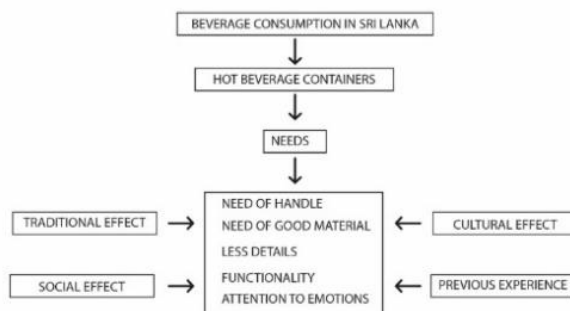 BEVERAGE CONSUMPTION IN SRI LANKA
HOT BEVERAGE CONTAINERS
NEEDS
NEED OF HANDLE
TRADITIONAL EFFECT
NEED OF GOOD MATERIAL
CULTURAL EFFECT
LESS DETAILS
FUNCTIONALITY
SOCIAL EFFECT
ATTENTION TO EMOTIONS
PREVIOUS EXPERIENCE